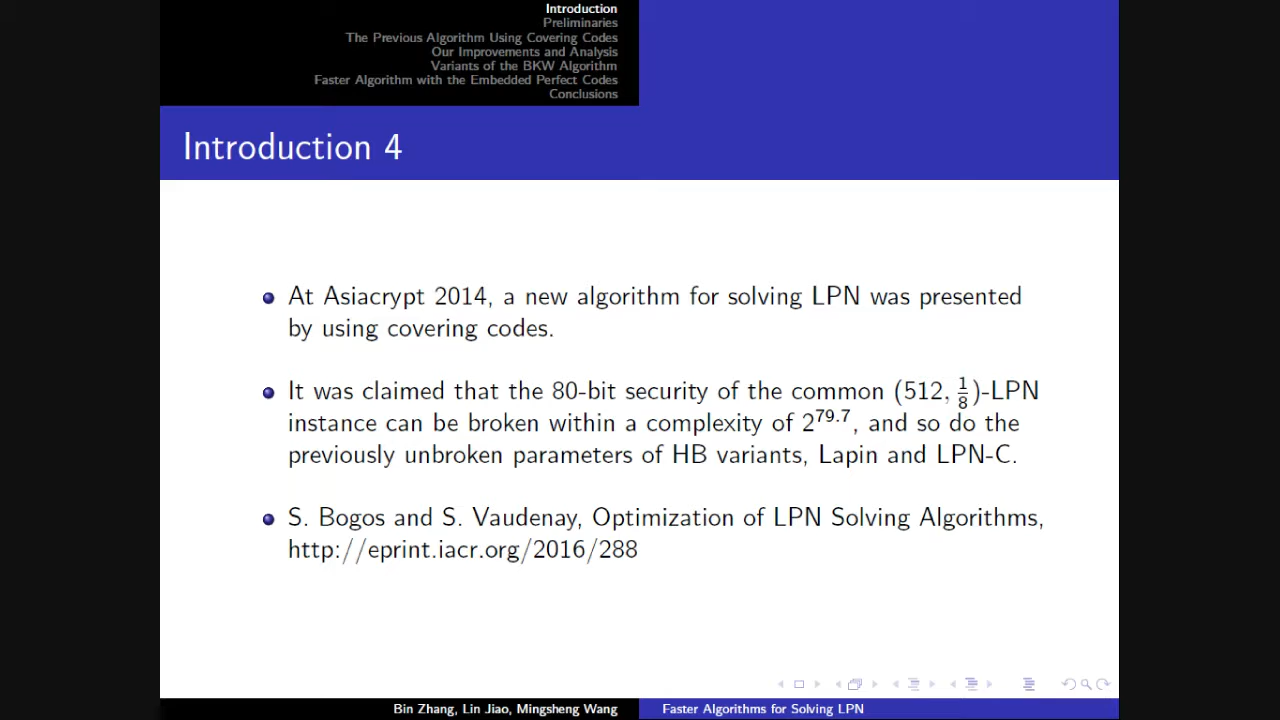 Introduction
Preliminaries
The Previous Algorithm Using Covering Codes
Our Improvements and Analysis
Variants of the BKW Algorithm
Faster Algorithm with the Embedded Perfect Codes
Conclusions
Introduction 4
At Asiacrypt 2014, a new algorithm for solving LPN was presented
by using covering codes.
It was claimed that the 80-bit security of the common (512, 1/8)-LPN
instance can be broken within a complexity of 2^79.7, and so do the
previously unbroken parameters of HB variants, Lapin and LPN-C.
S. Bogos and S. Vaudenay, Optimization of LPN Solving Algorithms,
http://eprint.iacr.org/2016/288
Bin Zhang, Lin Jiao, Mingsheng Wang
Faster Algorithms for Solving LPN